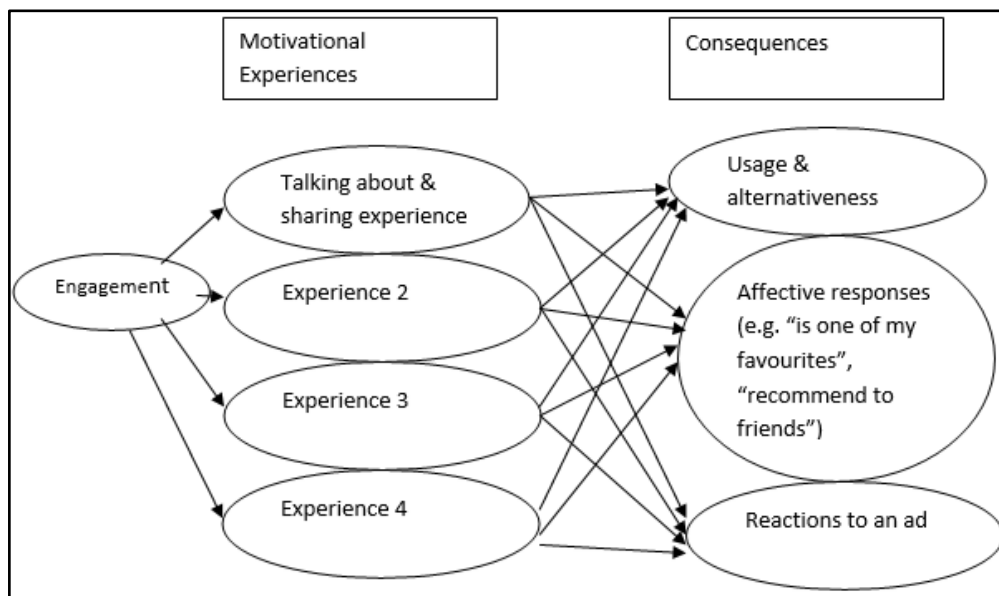 Motivational
Experiences
Consequences
Talking about &
sharing experience
Usage &
alternativeness
Engagement
Experience 2
Affective responses
(e.g. “is one of my
favourites”,
“recommend to
friends”)
Experience 3
Experience 4
Reactions to an ad